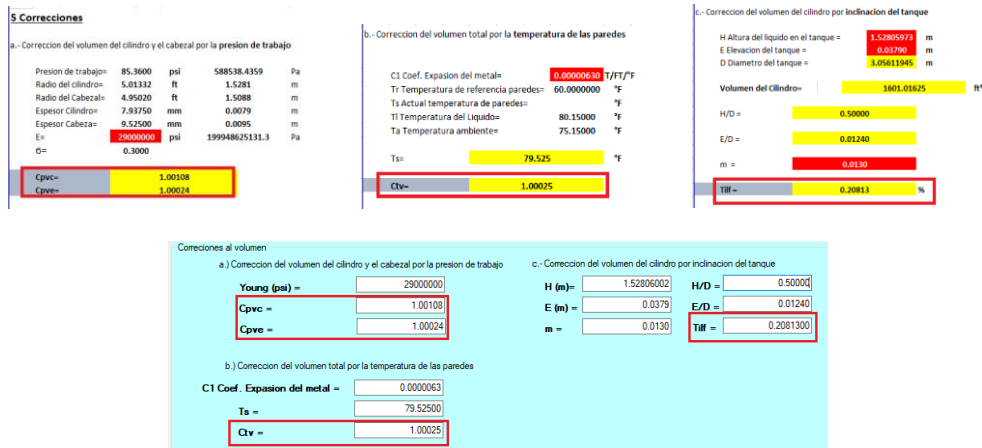 5 Correcciones
a.- Correccion del volumen del cilindro y el cabezal por la presion de trabajo
Presion de trabajo= 85.3600 psi 588538.4359 Pa
Radio del cilindro= 5.01332 ft 1.5281 m
Radio del Cabezal= 4.95020 ft 1.5088 m
Espesor Cilindro= 7.93750 mm 0.0079 m
Espesor Cabeza= 9.52500 mm 0.0095 m
E= 29000000 psi 199948625131.3 Pa
Ϭ= 0.3000
Cpvc= 1.00108
Cpve= 1.00024
b.- Correccion del volumen total por la temperatura de las paredes
C1 Coef. Expasion del metal= 0.00000630 T/FT/°F
Tr Temperatura de referencia paredes= 60.0000000 °F
Ts Actual temperatura de paredes= °F
Tl Temperatura del Liquido= 80.15000 °F
Ta Temperatura ambiente= 75.15000 °F
Ts= 79.525 °F
Ctv= 1.00025
c.- Correccion del volumen del cilindro por inclinacion del tanque
H Altura del liquido en el tanque = 1.52805973 m
E Elevacion del tanque = 0.03790 m
D Diametro del tanque = 3.05611945 m
Volumen del Cilindro= 1601.01625 ft³
H/D= 0.50000
E/D= 0.01240
m = 0.0130
Tilf = 0.20813 %
Correciones al volumen
a.) Correccion del volumen del cilindro y el cabezal por la presion de trabajo
Young (psi) = 29000000
Cpvc = 1.00108
Cpve = 1.00024
b.) Correccion del volumen total por la temperatura de las paredes
C1 Coef. Expasion del metal = 0.0000063
Ts = 79.52500
Ctv = 1.00025
c.- Correccion del volumen del cilindro por inclinacion del tanque
H (m)= 1.52806002 H/D = 0.50000
E (m) = 0.0379 E/D = 0.01240
m = 0.0130 Tilf = 0.2081300